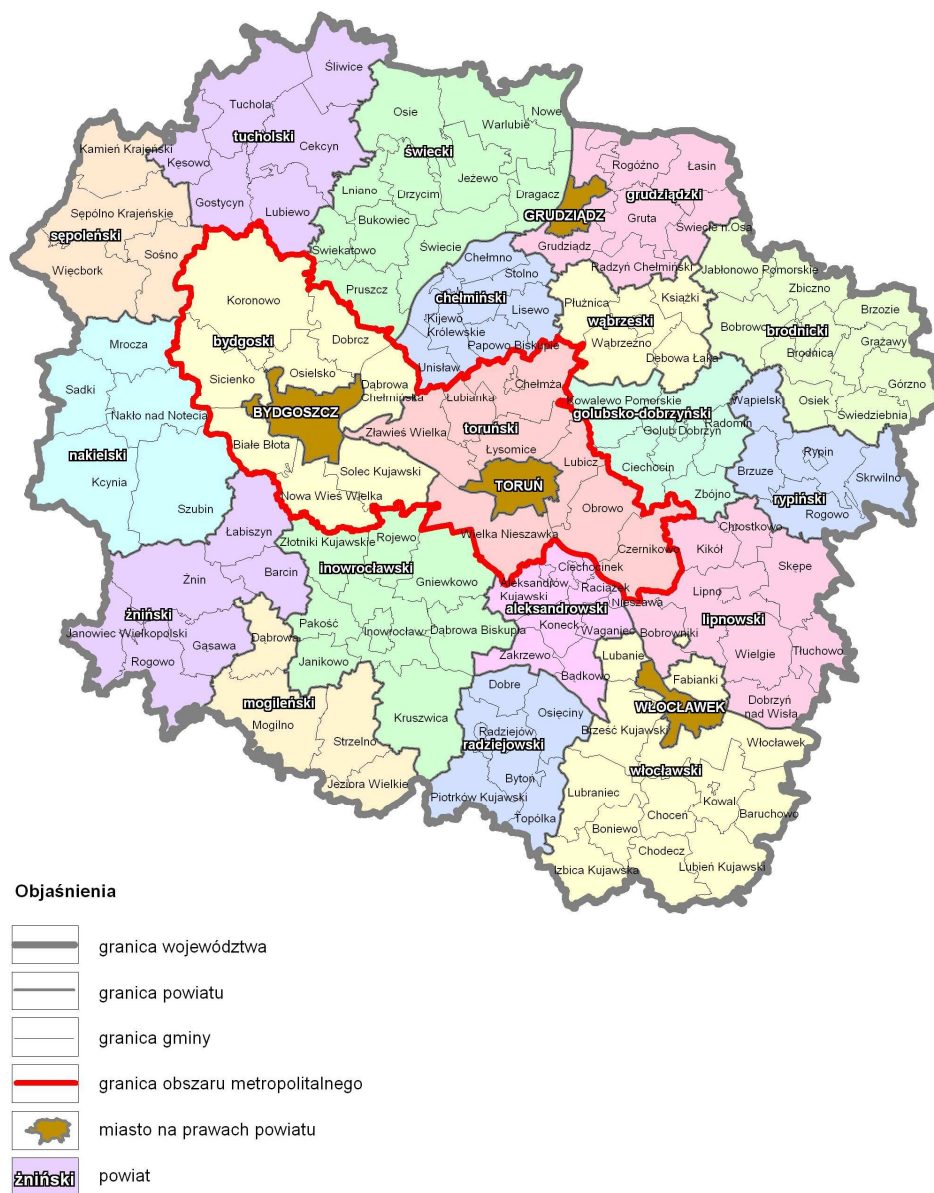 Śliwice
Tuchola
tucholski
Cekcyn
Kęsowo
Gostycyn
Lubiewo
Kamień Krajeński
Sępólno Krajeńskie
sępoleński
Sośno
Więcbork
Osie
Nowe
Warlubie
świecki
Jeżewo
Lniano
Drzycim
Dragacz
Bukowiec
Świekatowo
Świecie
Pruszcz
Rogóźno
Łasin
grudziądzki
GRUDZIĄDZ
Gruta
Świecie n.Osą
Grudziądz
Radzyń Chełmiński
Chełmno
Stolno
chełmiński
Lisewo
Kijewo
Królewskie
Papowo Biskupie
Unisław
Płużnica
Książki
wąbrzeski
Wąbrzeźno
Dębowa Łąka
Jabłonowo Pomorskie
Zbiczno
Brzozie
Bobrowo
brodnicki
Grażawy
Brodnica
Górzno
Osiek
Świedziebnia
Koronowo
bydgoski
Dobrcz
Sicienko
Osielsko
BYDGOSZCZ
Dąbrowa
Chełmińska
Białe Błota
Solec Kujawski
Nowa Wieś Wielka
Mrocza
Sadki
Nakło nad Notecią
nakielski
Kcynia
Szubin
Chełmża
Łubianka
Zławieś Wielka
toruński
Łysomice
Lubicz
TORUŃ
Obrowo
Wielka Nieszawka
Czernikowo
Kowalewo Pomorskie
golubsko-dobrzyński
Radomin
Golub Dobrzyń
Ciechocin
Zbójno
Wąpielsk
Rypin
Brzuze
Skrwilno
rypiński
Rogowo
Łabiszyn
Żnin
Barcin
żniński
Janowiec Wielkopolski
Gąsawa
Rogowo
Złotniki Kujawskie
Rojewo
inowrocławski
Gniewkowo
Pakość
Inowrocław
Dąbrowa Biskupia
Janikowo
Kruszwica
Ciechocinek
Aleksandrów
Kujawski
Raciążek
aleksandrowski
Nieszawa
Koneck
Waganiec
Zakrzewo
Bądkowo
Chrostkowo
Kikół
Skępe
Lipno
lipnowski
Bobrowniki
Wielgie
Tłuchowo
Dobrzyń
nad Wisłą
Dąbrowa
mogileński
Mogilno
Strzelno
Jeziora Wielkie
Dobre
Osięciny
Radziejów
radziejowski
Bytoń
Piotrków Kujawski
Topólka
Lubanie
Fabianki
WŁOCŁAWEK
Brześć Kujawski
Włocławek
włocławski
Lubraniec
Kowal
Choceń
Baruchowo
Boniewo
Chodecz
Lubień Kujawski
Izbica Kujawska
Objaśnienia
granica województwa
granica powiatu
granica gminy
granica obszaru metropolitalnego
miasto na prawach powiatu
żniński powiat